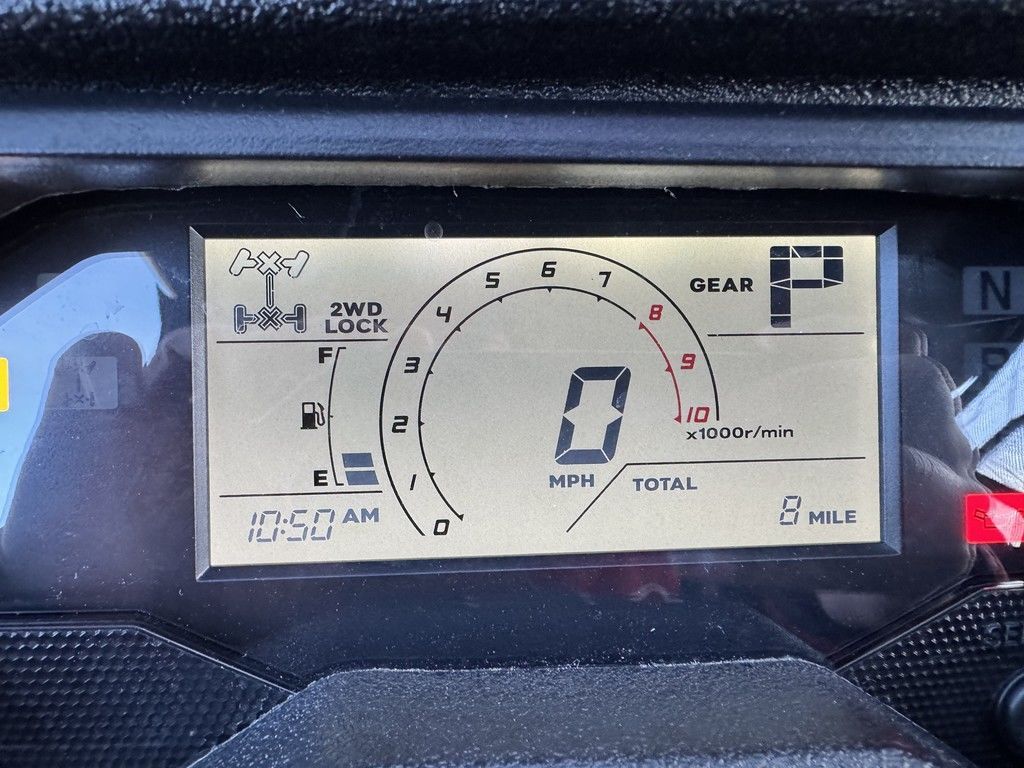 2WD
LOCK
F
E
10:50 AM
0
1
2
3
4
5
6
7
8
9
10
x1000r/min
0
MPH
GEAR P
TOTAL
8 MILE
N